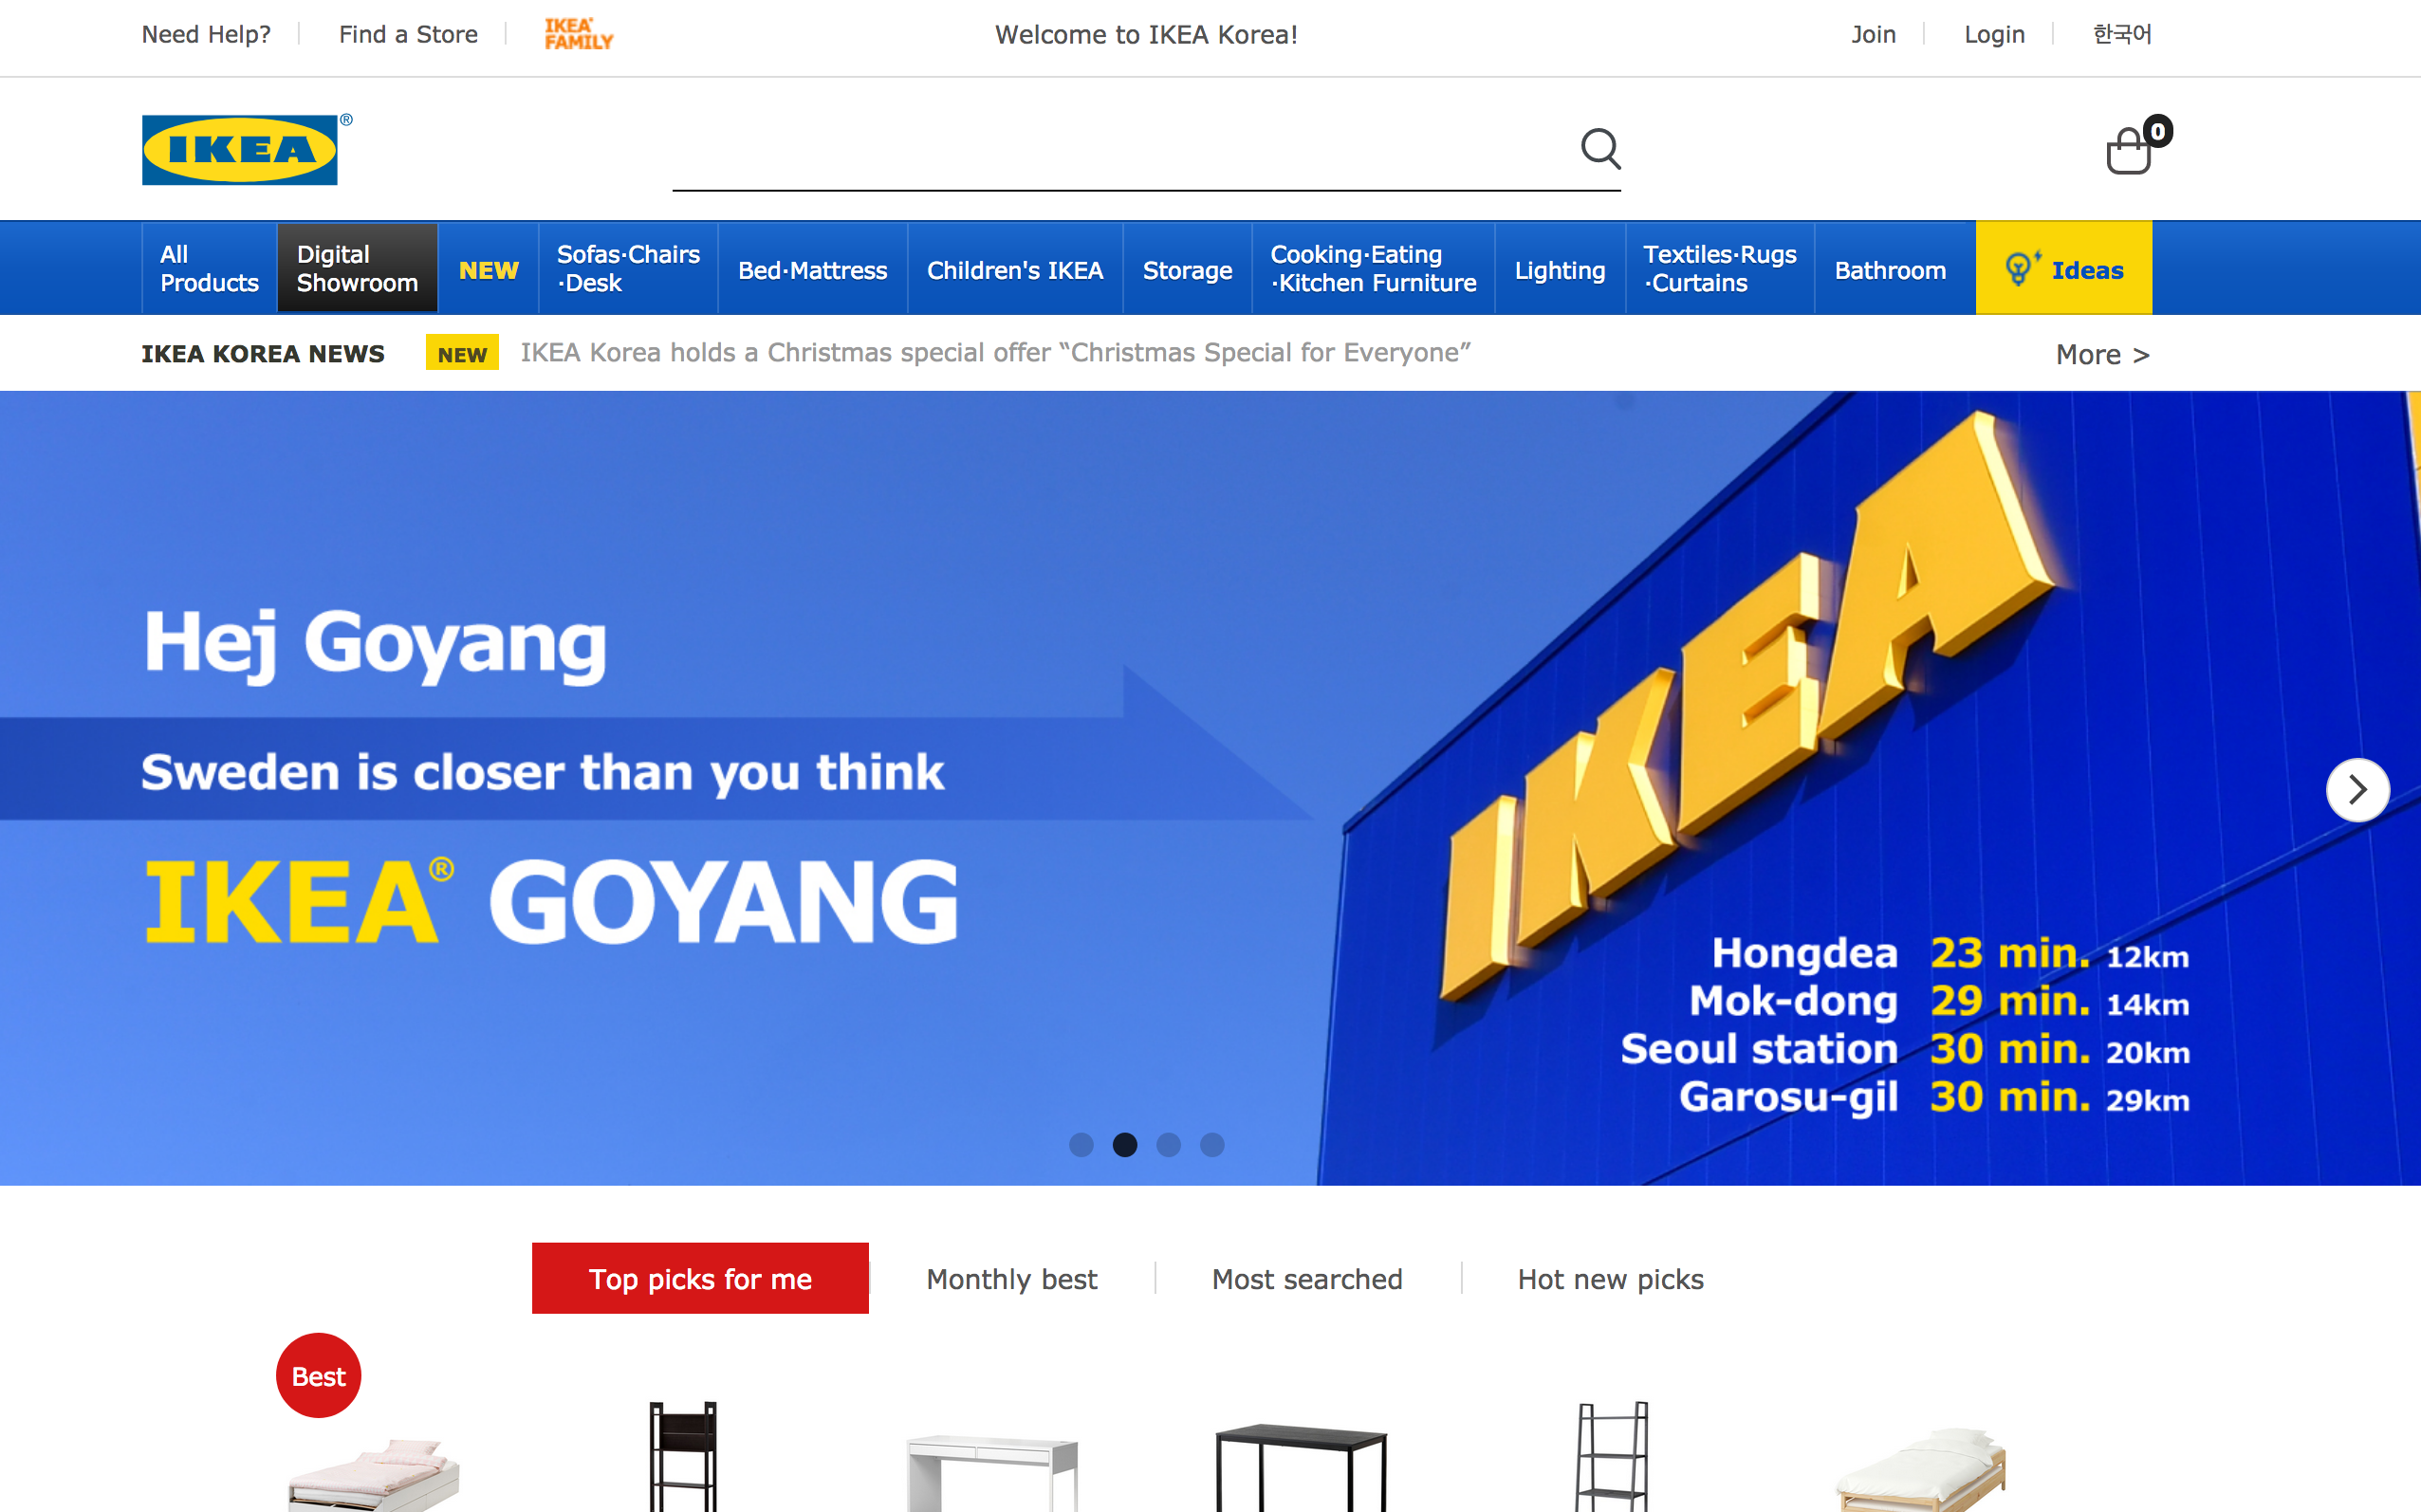 Need Help?
Find a Store
IKEA FAMILY
Welcome to IKEA Korea!
Join
Login
한국어
IKEA®
0
All Products
Digital Showroom
NEW
Sofas·Chairs
·Desk
Bed·Mattress
Children's IKEA
Storage
Cooking·Eating
·Kitchen Furniture
Lighting
Textiles·Rugs
·Curtains
Bathroom
Ideas
IKEA KOREA NEWS
NEW
IKEA Korea holds a Christmas special offer “Christmas Special for Everyone”
More >
Hej Goyang
Sweden is closer than you think
IKEA® GOYANG
IKEA
Hongdea 23 min. 12km
Mok-dong 29 min. 14km
Seoul station 30 min. 20km
Garosu-gil 30 min. 29km
Top picks for me
Monthly best
Most searched
Hot new picks
Best